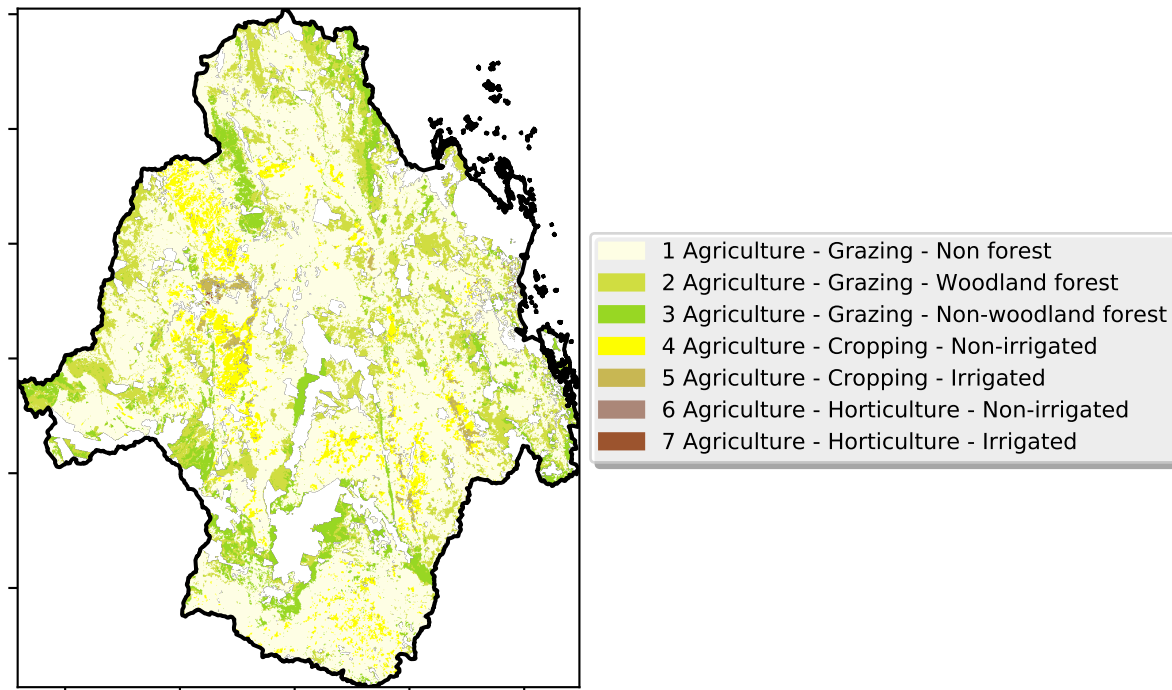 1 Agriculture - Grazing - Non forest
2 Agriculture - Grazing - Woodland forest
3 Agriculture - Grazing - Non-woodland forest
4 Agriculture - Cropping - Non-irrigated
5 Agriculture - Cropping - Irrigated
6 Agriculture - Horticulture - Non-irrigated
7 Agriculture - Horticulture - Irrigated